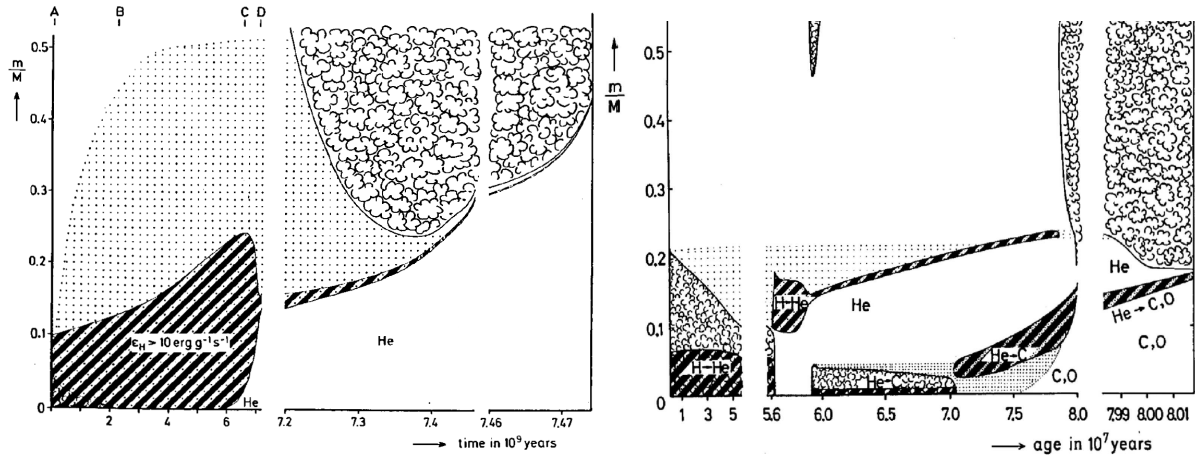 A B C D
0.5
m/M
0.4
0.3
0.2
0.1
0
ε_H > 10 erg g⁻¹ s⁻¹
He
He
2 4 6
7.2 7.3 7.4 7.46 7.47
time in 10⁹ years
m/M
0.5
0.4
0.3
0.2
0.1
0
H→He
H→He
He
He→C
He→C
C,O
He
He→C,O
C,O
1 3 5 5.6 6.0 6.5 7.0 7.5 8.0 7.99 8.00 8.01
age in 10⁷ years